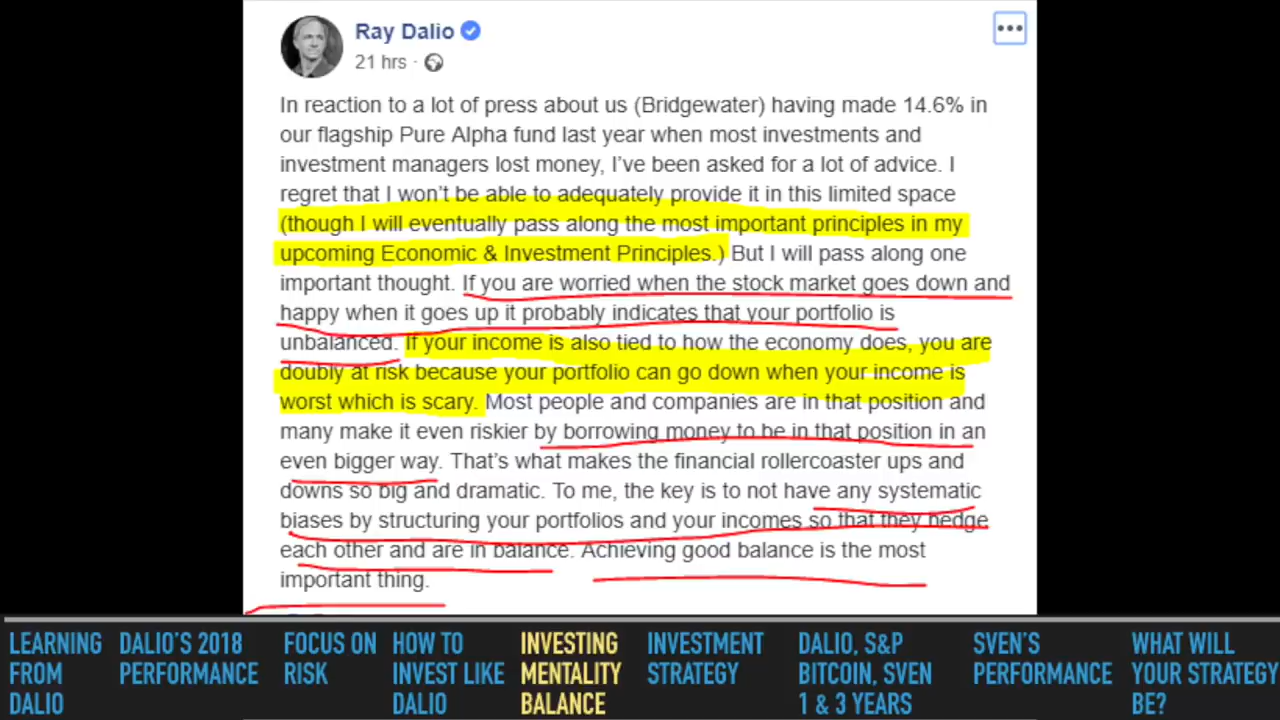 Ray Dalio
21 hrs ·
In reaction to a lot of press about us (Bridgewater) having made 14.6% in
our flagship Pure Alpha fund last year when most investments and
investment managers lost money, I've been asked for a lot of advice. I
regret that I won't be able to adequately provide it in this limited space
(though I will eventually pass along the most important principles in my
upcoming Economic & Investment Principles.) But I will pass along one
important thought. If you are worried when the stock market goes down and
happy when it goes up it probably indicates that your portfolio is
unbalanced. If your income is also tied to how the economy does, you are
doubly at risk because your portfolio can go down when your income is
worst which is scary. Most people and companies are in that position and
many make it even riskier by borrowing money to be in that position in an
even bigger way. That's what makes the financial rollercoaster ups and
downs so big and dramatic. To me, the key is to not have any systematic
biases by structuring your portfolios and your incomes so that they hedge
each other and are in balance. Achieving good balance is the most
important thing.
LEARNING
FROM
DALIO
DALIO'S 2018
PERFORMANCE
FOCUS ON
RISK
HOW TO
INVEST LIKE
DALIO
INVESTING
MENTALITY
BALANCE
INVESTMENT
STRATEGY
DALIO, S&P
BITCOIN, SVEN
1 & 3 YEARS
SVEN'S
PERFORMANCE
WHAT WILL
YOUR STRATEGY
BE?